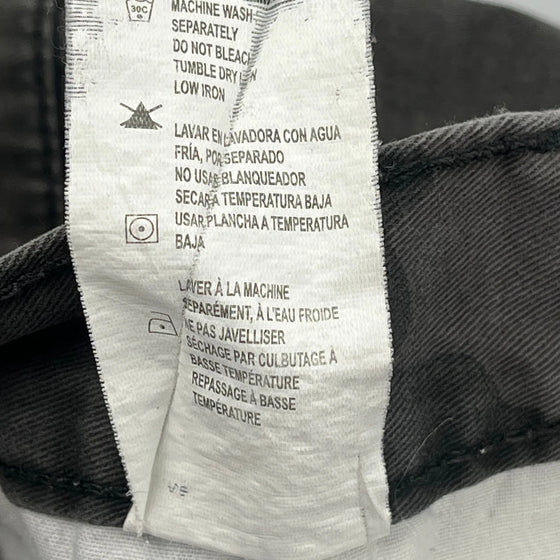 30C
MACHINE WASH
SEPARATELY
DO NOT BLEACH
TUMBLE DRY
LOW IRON
LAVAR EN LAVADORA CON AGUA
FRÍA, POR SEPARADO
NO USAR BLANQUEADOR
SECAR A TEMPERATURA BAJA
USAR PLANCHA A TEMPERATURA
BAJA
LAVER À LA MACHINE
SEPARÉMENT, À L'EAU FROIDE
NE PAS JAVELLISER
SÉCHAGE PAR CULBUTAGE À
BASSE TEMPÉRATURE
REPASSAGE À BASSE
TEMPÉRATURE